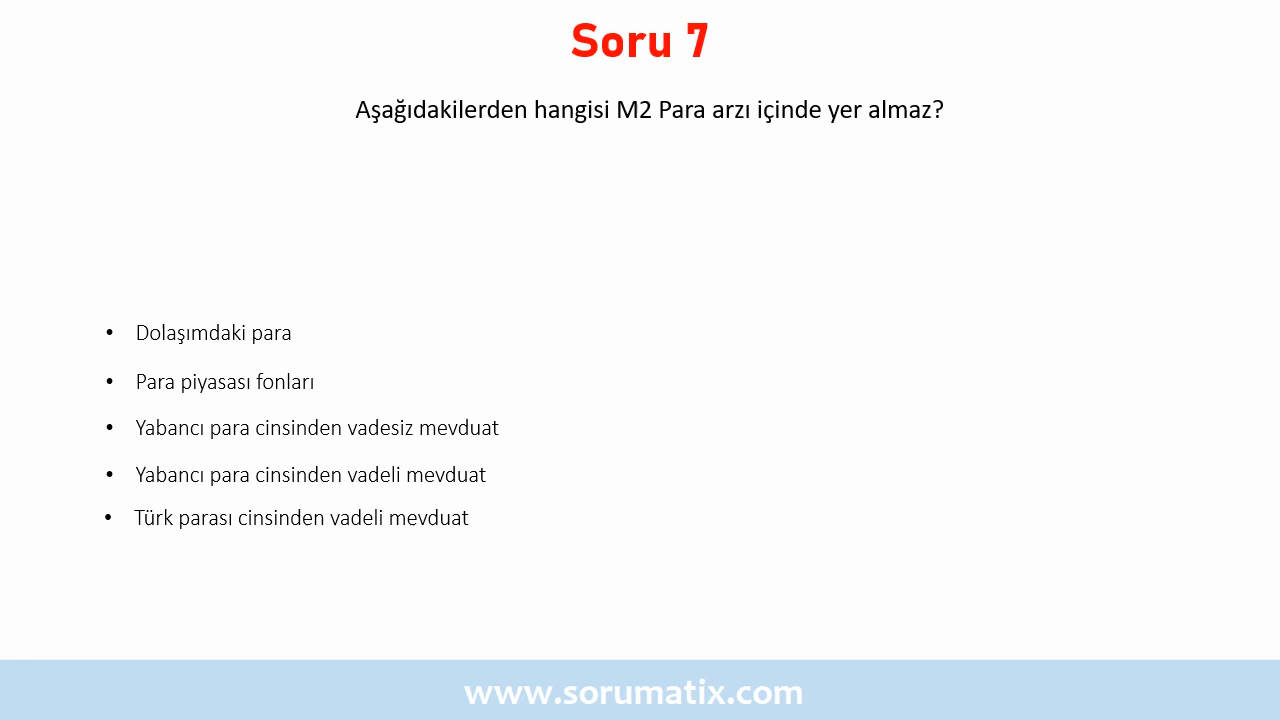 Soru 7
Aşağıdakilerden hangisi M2 Para arzı içinde yer almaz?
• Dolaşımdaki para
• Para piyasası fonları
• Yabancı para cinsinden vadesiz mevduat
• Yabancı para cinsinden vadeli mevduat
• Türk parası cinsinden vadeli mevduat
www.sorumatix.com